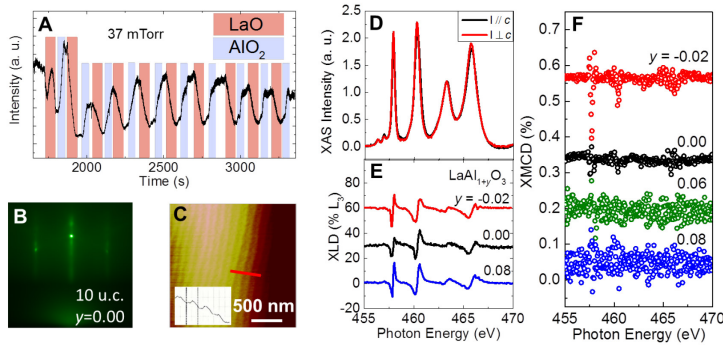 A
37 mTorr
LaO
AlO₂
Intensity (a. u.)
2000 2500 3000
Time (s)
B
10 u.c.
y=0.00
C
500 nm
D
I // c
I ⊥ c
XAS Intensity (a. u.)
2.5
2.0
1.5
1.0
0.5
0.0
E
LaAl₁₊yO₃
y = -0.02
0.00
0.08
XLD (% L₃)
80
60
40
20
0
455 460 465 470
Photon Energy (eV)
F
y = -0.02
0.00
0.06
0.08
XMCD (%)
0.7
0.6
0.5
0.4
0.3
0.2
0.1
0.0
455 460 465 470
Photon Energy (eV)